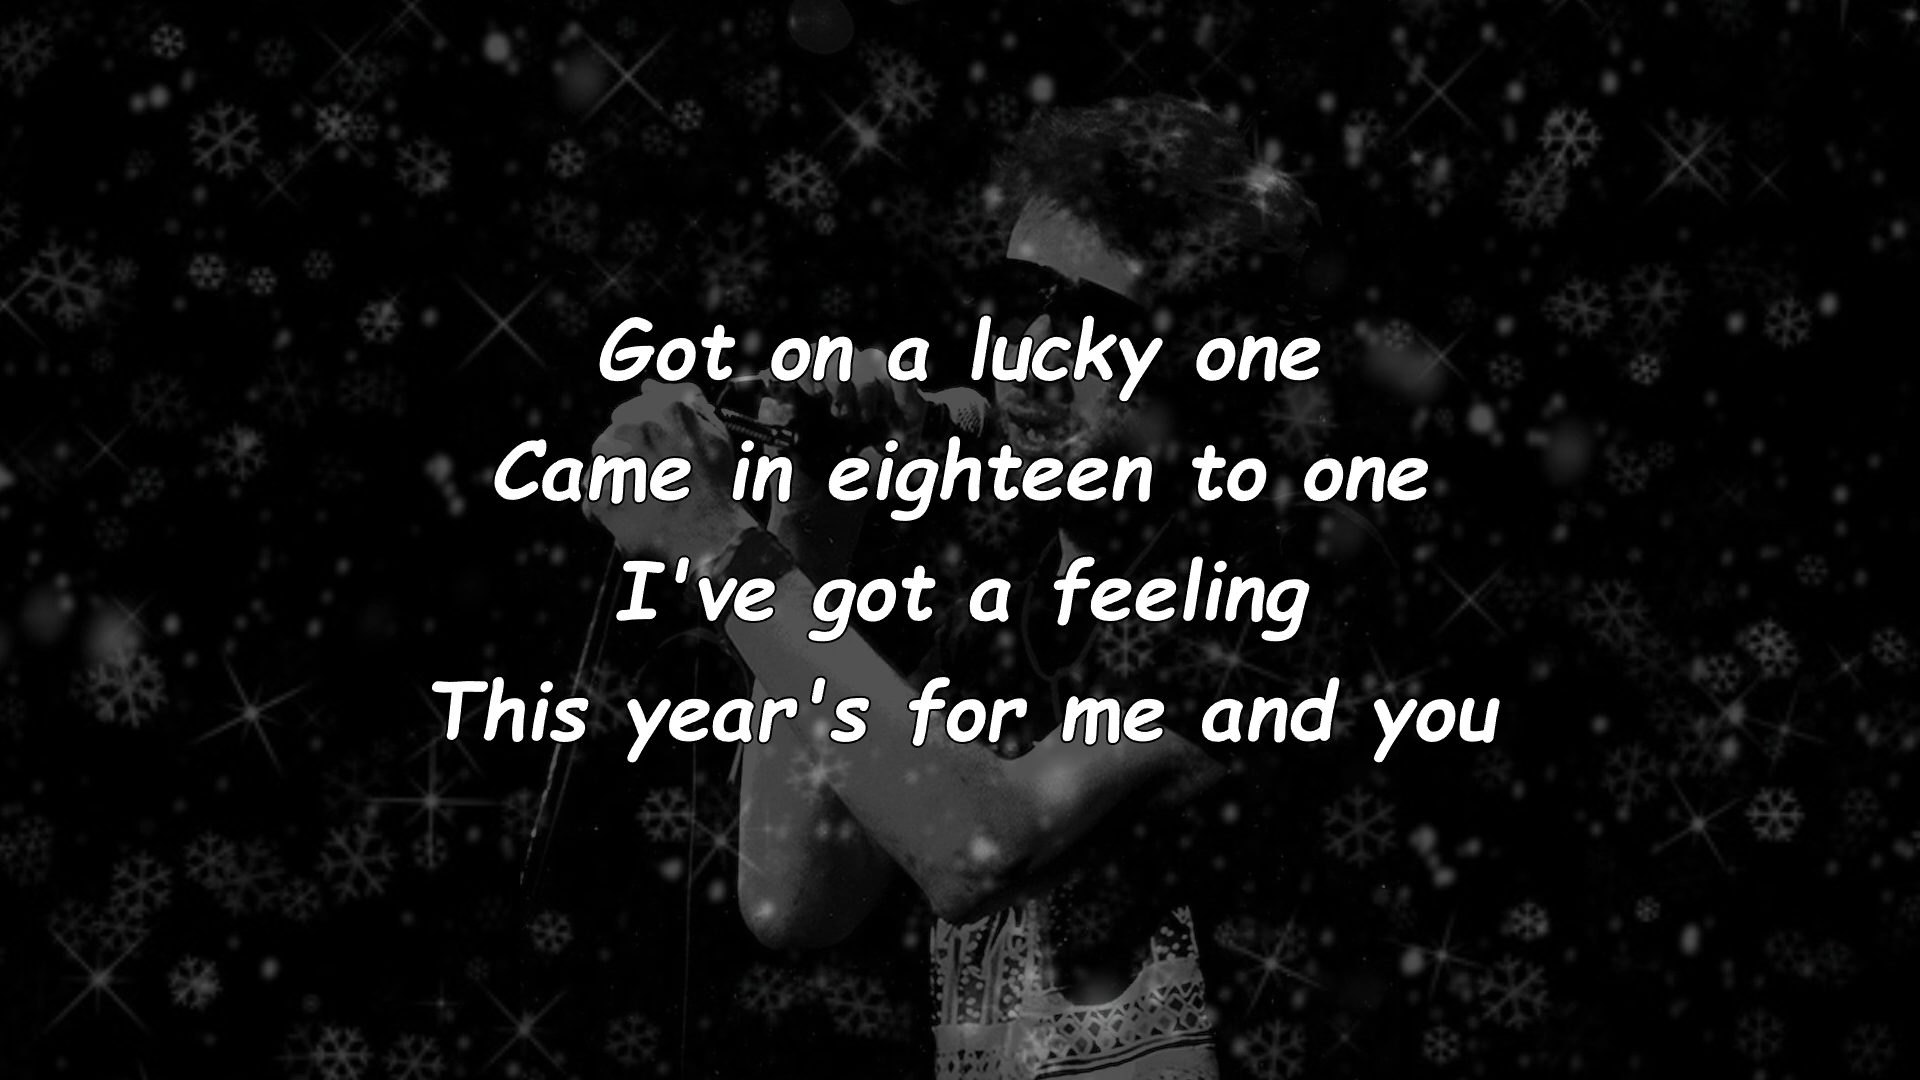 Got on a lucky one
Came in eighteen to one
I've got a feeling
This year's for me and you